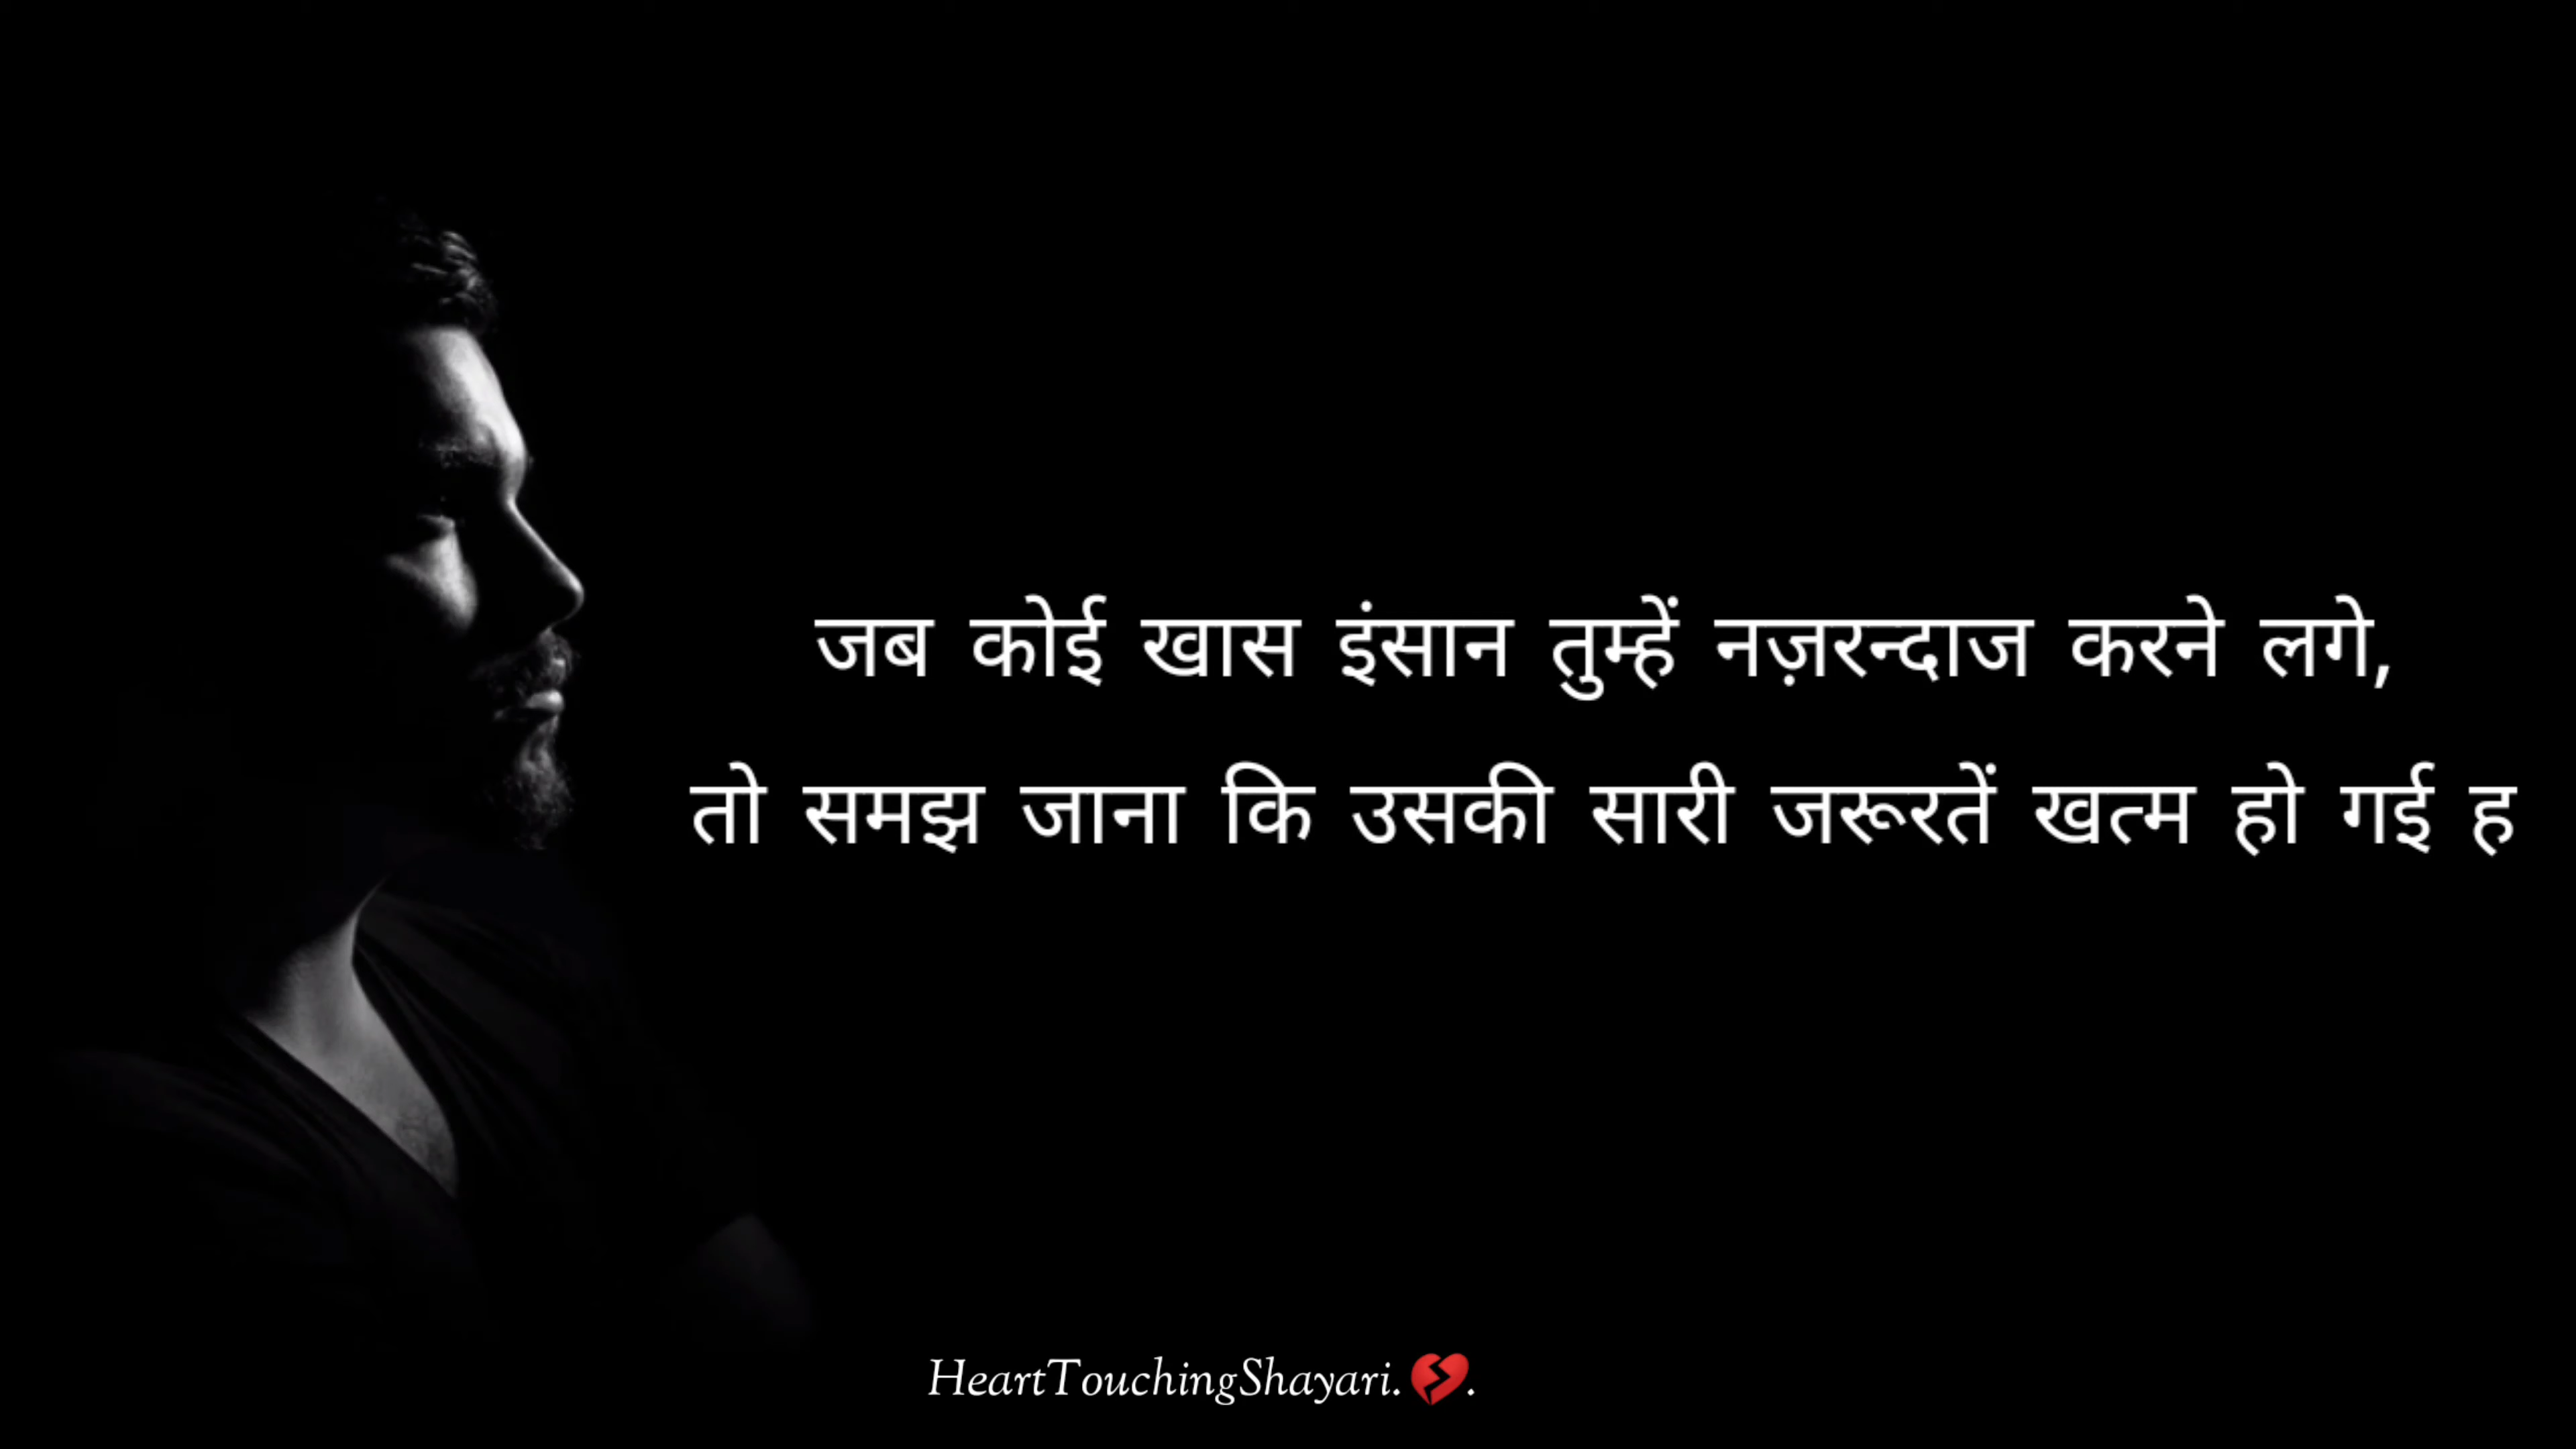 जब कोई खास इंसान तुम्हें नज़रन्दाज करने लगे,
तो समझ जाना कि उसकी सारी जरूरतें खत्म हो गई ह
HeartTouchingShayari.💔.